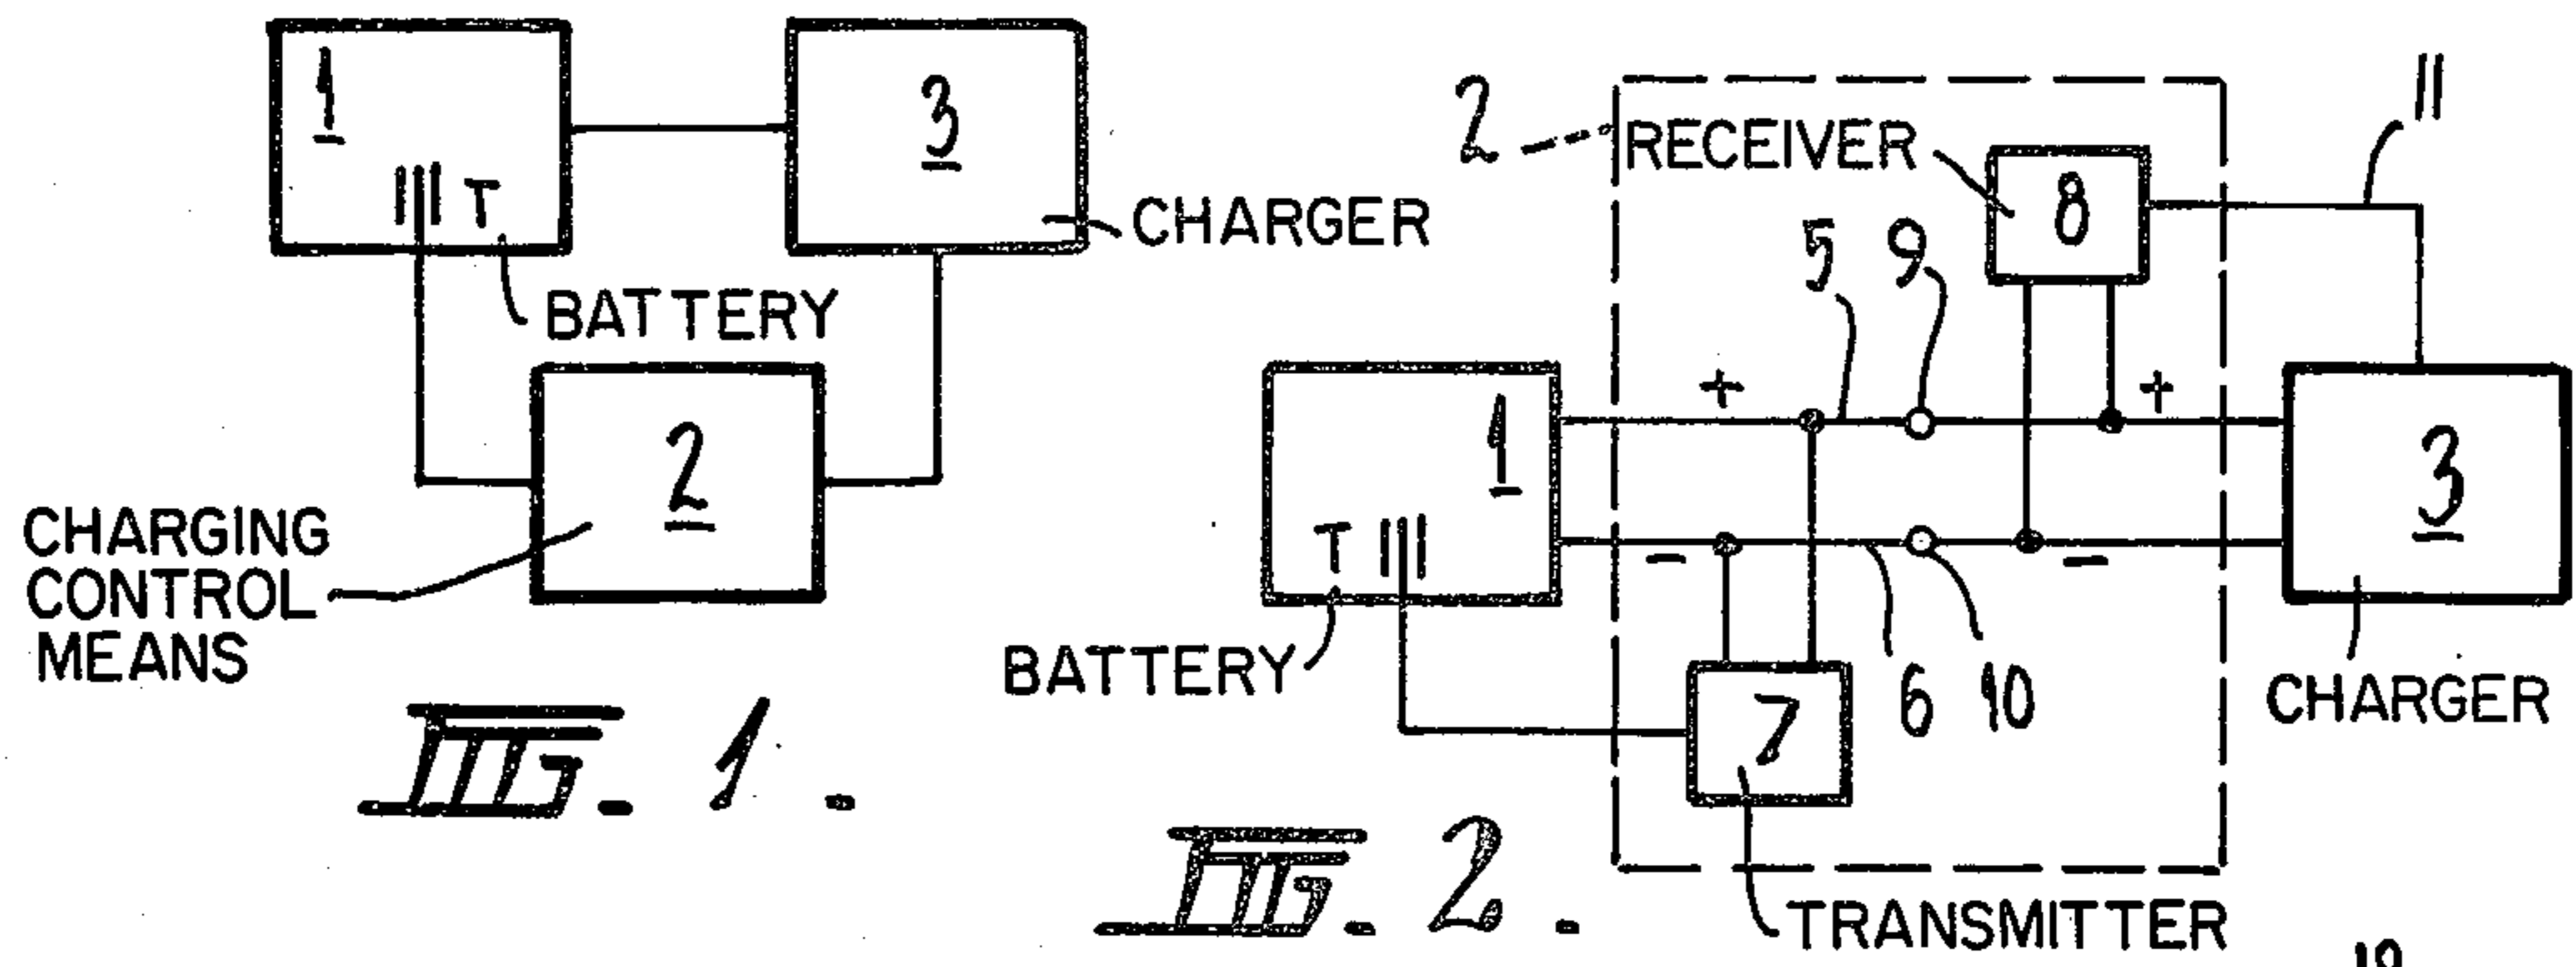 1
T
BATTERY
3
CHARGER
2
CHARGING
CONTROL
MEANS
FIG. 1.
2
RECEIVER
8
11
5
9
+
+
1
T
-
-
BATTERY
3
CHARGER
6
10
7
TRANSMITTER
FIG. 2.